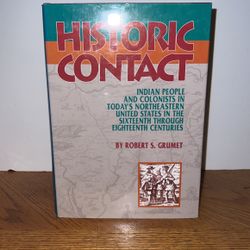 HISTORIC
CONTACT
INDIAN PEOPLE
AND COLONISTS IN
TODAY'S NORTHEASTERN
UNITED STATES IN THE
SIXTEENTH THROUGH
EIGHTEENTH CENTURIES
BY ROBERT S. GRUMET